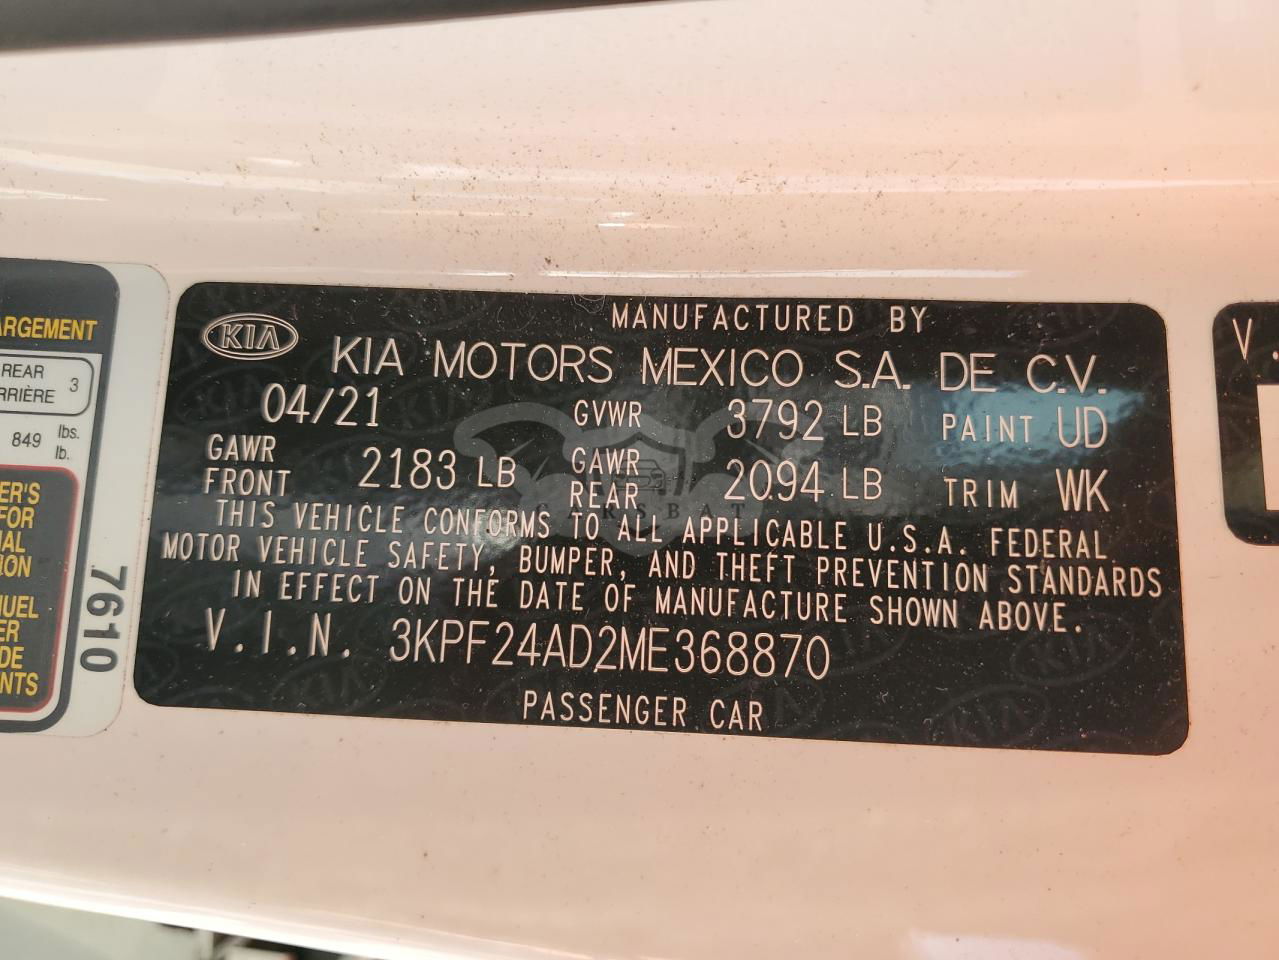 ARGEMENT
REAR 3
849 lbs.
lb.
FOR
DE
7610
KIA
MANUFACTURED BY
KIA MOTORS MEXICO S.A. DE C.V.
04/21 GVWR 3792 LB PAINT UD
GAWR FRONT 2183 LB GAWR REAR 2094 LB TRIM WK
THIS VEHICLE CONFORMS TO ALL APPLICABLE U.S.A. FEDERAL
MOTOR VEHICLE SAFETY, BUMPER, AND THEFT PREVENTION STANDARDS
IN EFFECT ON THE DATE OF MANUFACTURE SHOWN ABOVE.
V.I.N. 3KPF24AD2ME368870
PASSENGER CAR
CARSBAT
V.